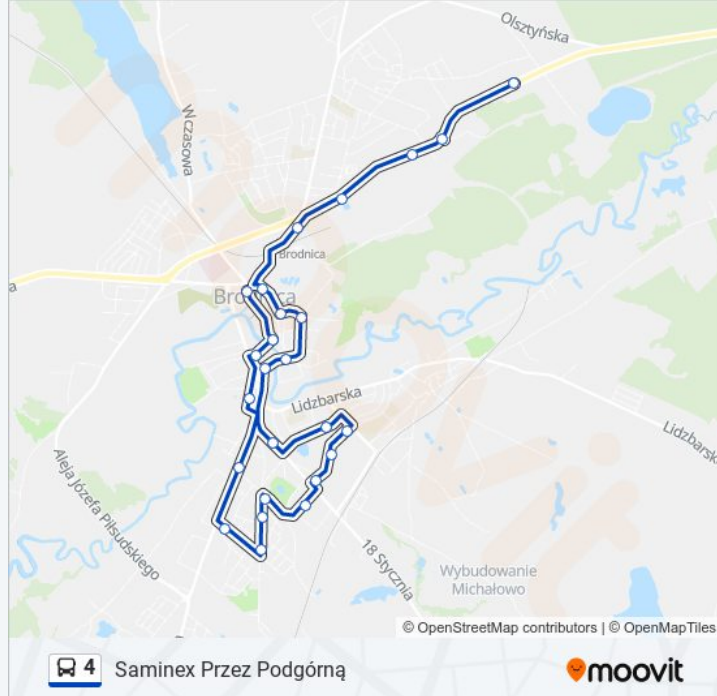 Olsztyńska
Wczasowa
Brodnica
a
Brodnica
Lidzbarska
Lidzbarska
Aleja Józefa Piłsudskiego
18 Stycznia
Wybudowanie
Michałowo
© OpenStreetMap contributors | © OpenMapTiles
4 Saminex Przez Podgórną
moovit